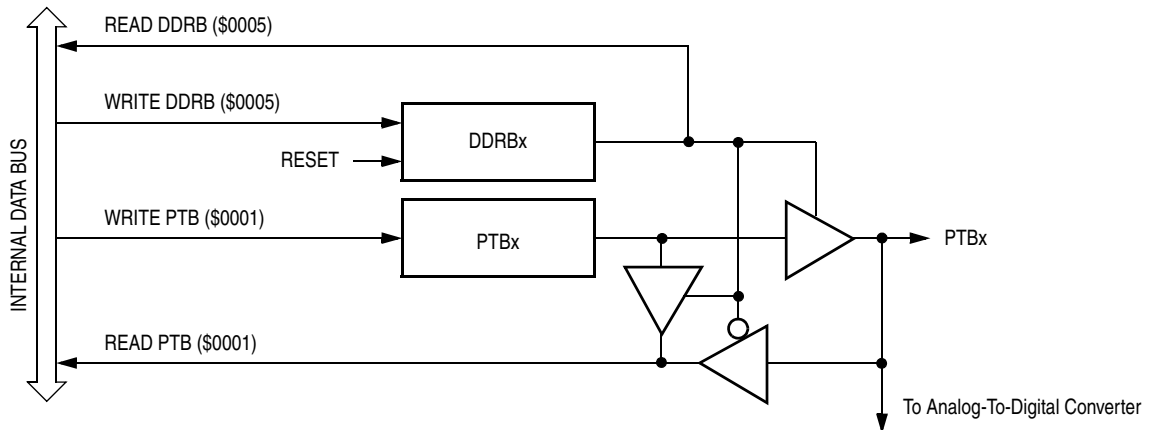 READ DDRB ($0005)
WRITE DDRB ($0005)
DDRBx
RESET
INTERNAL DATA BUS
WRITE PTB ($0001)
PTBx
PTBx
READ PTB ($0001)
To Analog-To-Digital Converter